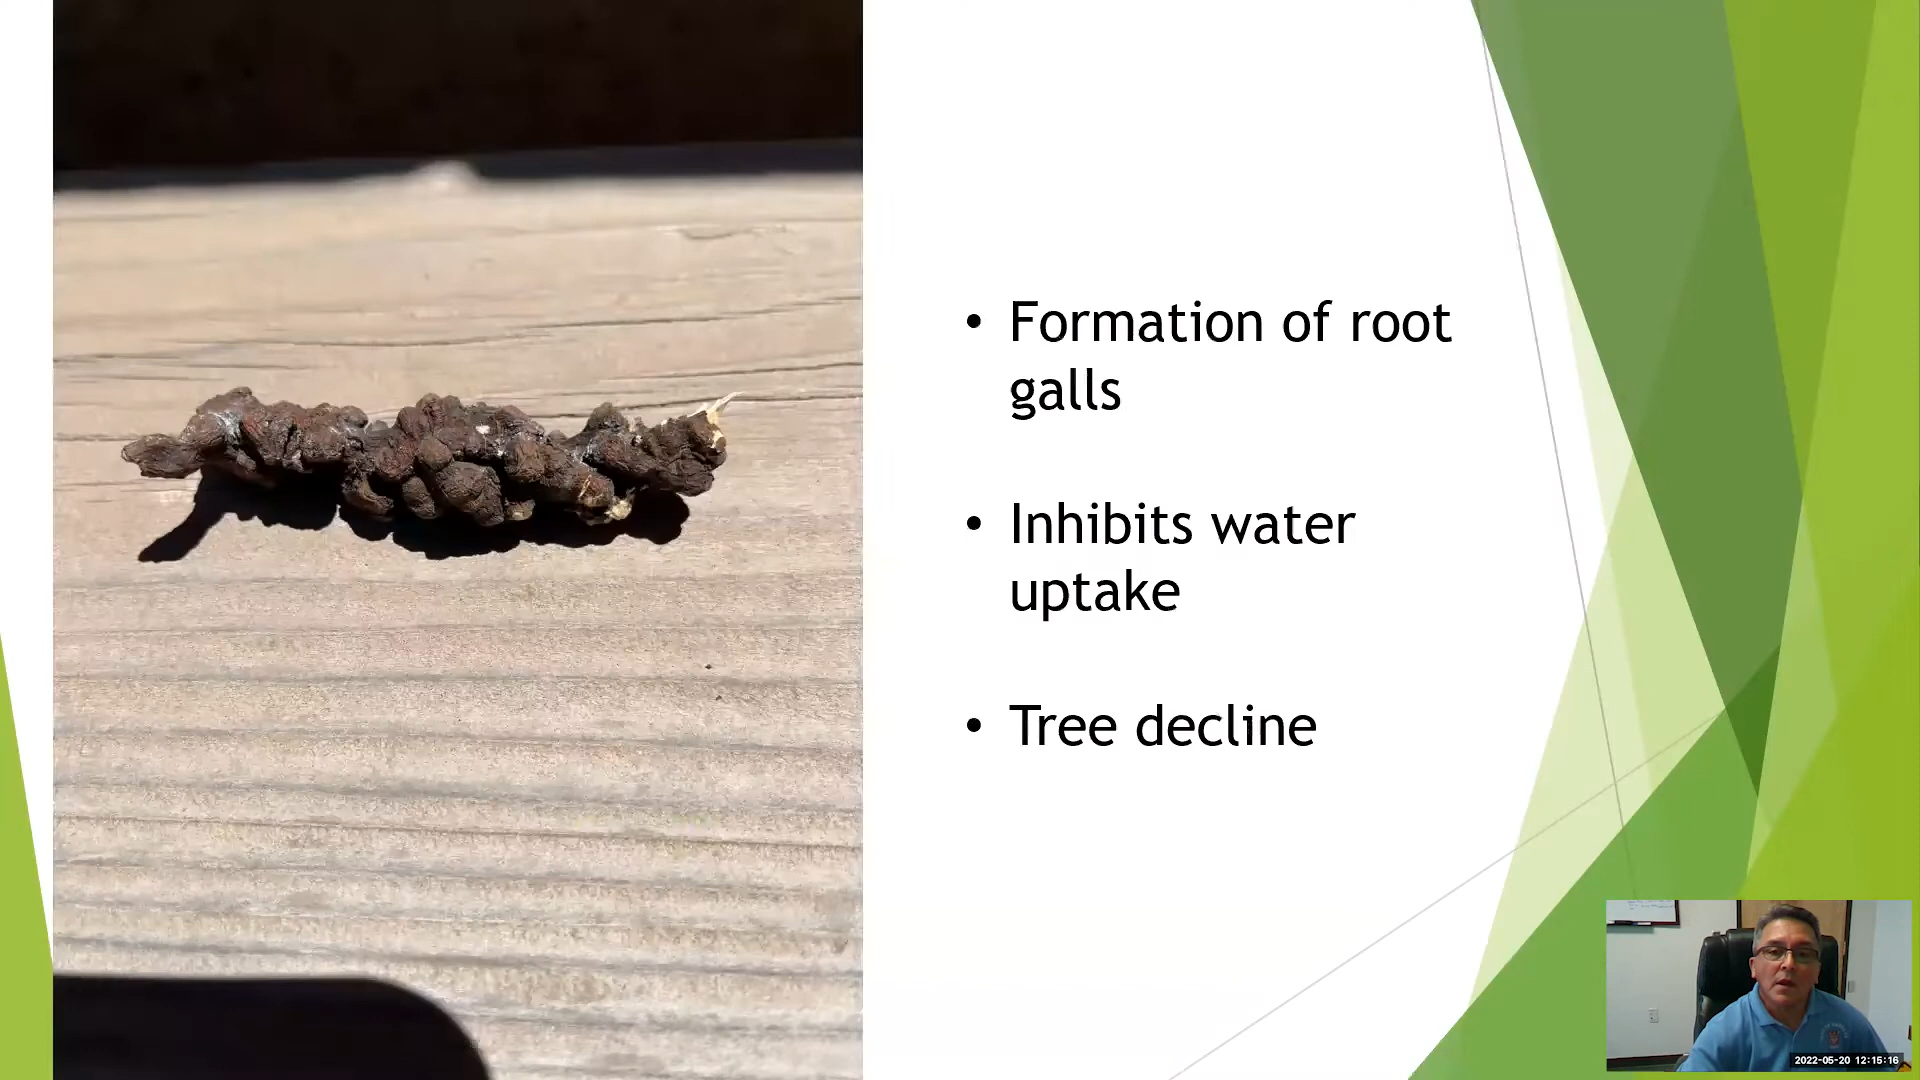 • Formation of root
galls
• Inhibits water
uptake
• Tree decline
2022-05-20 12:15:16